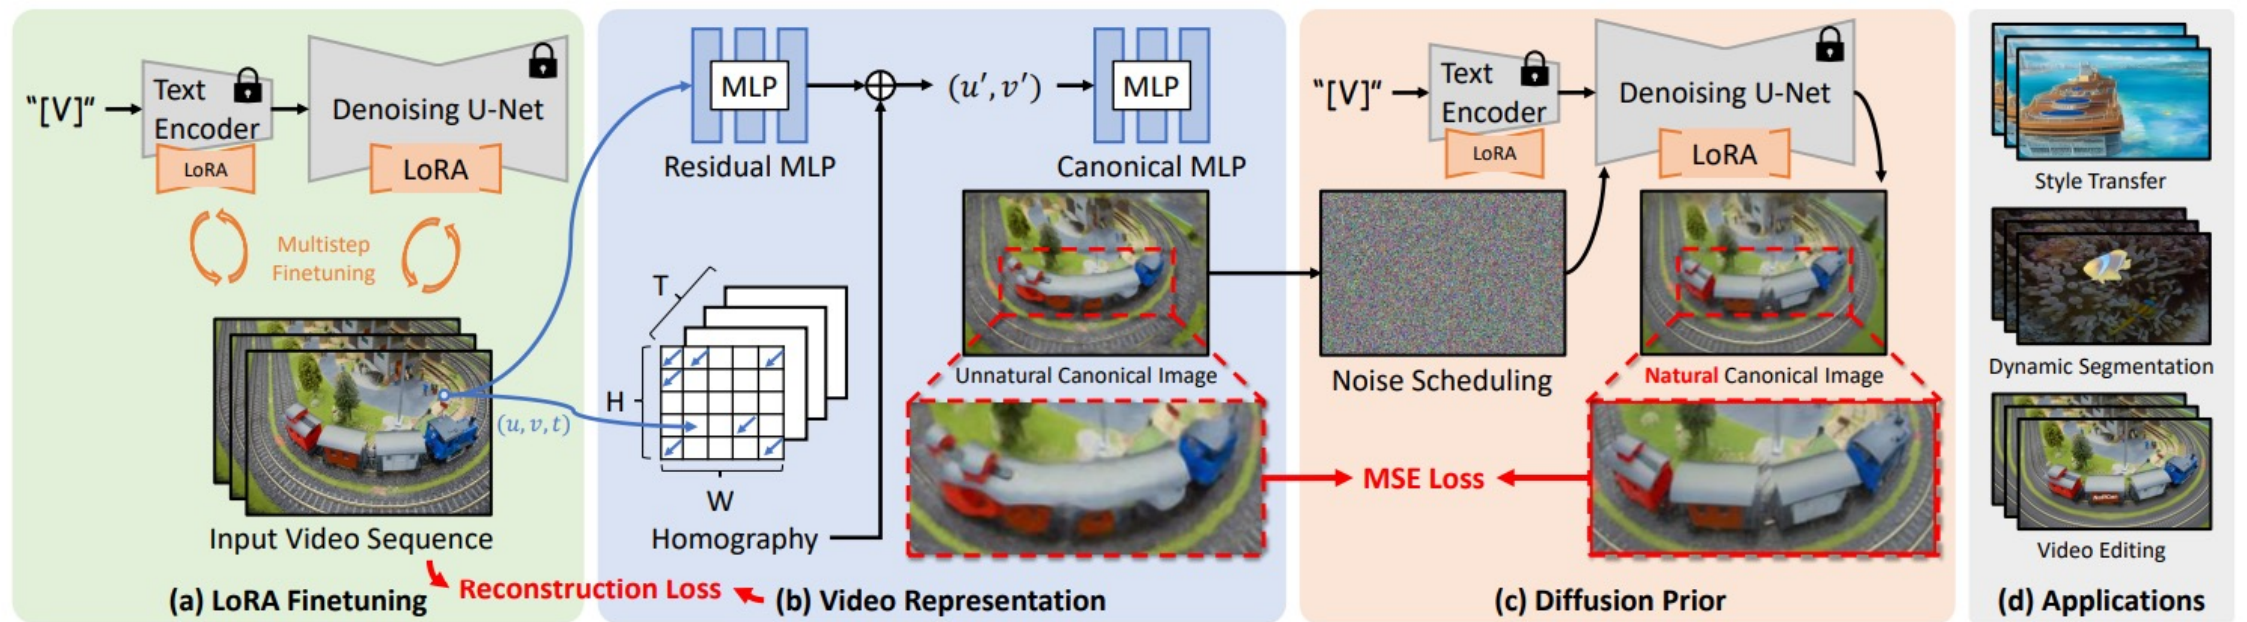 "[V]"
Text
Encoder
Denoising U-Net
LoRA
LoRA
Multistep
Finetuning
Input Video Sequence
(a) LoRA Finetuning
(u, v, t)
Reconstruction Loss
MLP
Residual MLP
(u′, v′)
MLP
Canonical MLP
T
H
W
Homography
Unnatural Canonical Image
(b) Video Representation
MSE Loss
"[V]"
Text
Encoder
Denoising U-Net
LoRA
LoRA
Noise Scheduling
Natural Canonical Image
(c) Diffusion Prior
Style Transfer
Dynamic Segmentation
Video Editing
(d) Applications